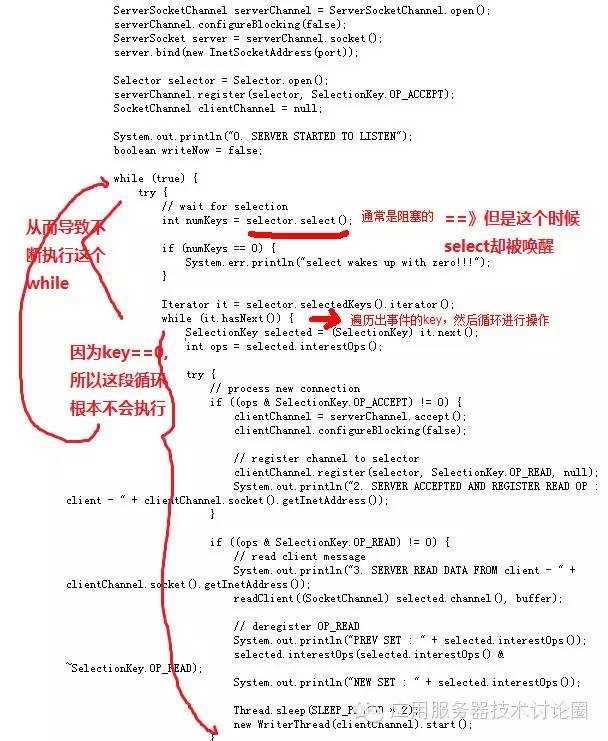 ServerSocketChannel serverChannel = ServerSocketChannel.open();
serverChannel.configureBlocking(false);
ServerSocket server = serverChannel.socket();
server.bind(new InetSocketAddress(port));
Selector selector = Selector.open();
serverChannel.register(selector, SelectionKey.OP_ACCEPT);
SocketChannel clientChannel = null;
System.out.println("0. SERVER STARTED TO LISTEN");
boolean writeNow = false;
while (true) {
try {
// wait for selection
int numKeys = selector.select(); 通常是阻塞的 ==》但是这个时候
select却被唤醒
从而导致不
断执行这个
while
if (numKeys == 0) {
System.err.println("select wakes up with zero!!!");
}
Iterator it = selector.selectedKeys().iterator();
while (it.hasNext()) { 遍历出事件的key，然后循环进行操作
SelectionKey selected = (SelectionKey) it.next();
int ops = selected.interestOps();
因为key==0,
所以这段循环
根本不会执行
try {
// process new connection
if ((ops & SelectionKey.OP_ACCEPT) != 0) {
clientChannel = serverChannel.accept();
clientChannel.configureBlocking(false);
// register channel to selector
clientChannel.register(selector, SelectionKey.OP_READ, null);
System.out.println("2. SERVER ACCEPTED AND REGISTER READ OP :
client - " + clientChannel.socket().getInetAddress());
}
if ((ops & SelectionKey.OP_READ) != 0) {
// read client message
System.out.println("3. SERVER READ DATA FROM client - " +
clientChannel.socket().getInetAddress());
readClient((SocketChannel) selected.channel(), buffer);
// deregister OP_READ
System.out.println("PREV SET : " + selected.interestOps());
selected.interestOps(selected.interestOps() &
~SelectionKey.OP_READ);
System.out.println("NEW SET : " + selected.interestOps());
* 2);
new WriterThread(clientChannel).start();
}
应用服务器技术讨论圈